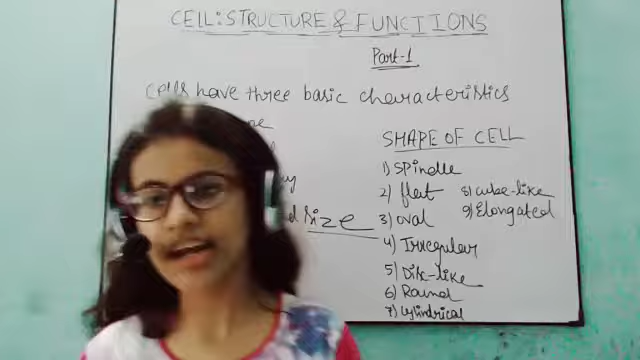 CELL: STRUCTURE & FUNCTIONS
Part-1
Cells have three basic characteristics
size
SHAPE OF CELL
1) Spindle
2) flat
3) oval
4) Irregular
5) Disk-like
6) Round
7) Cylindrical
8) cube-like
9) Elongated